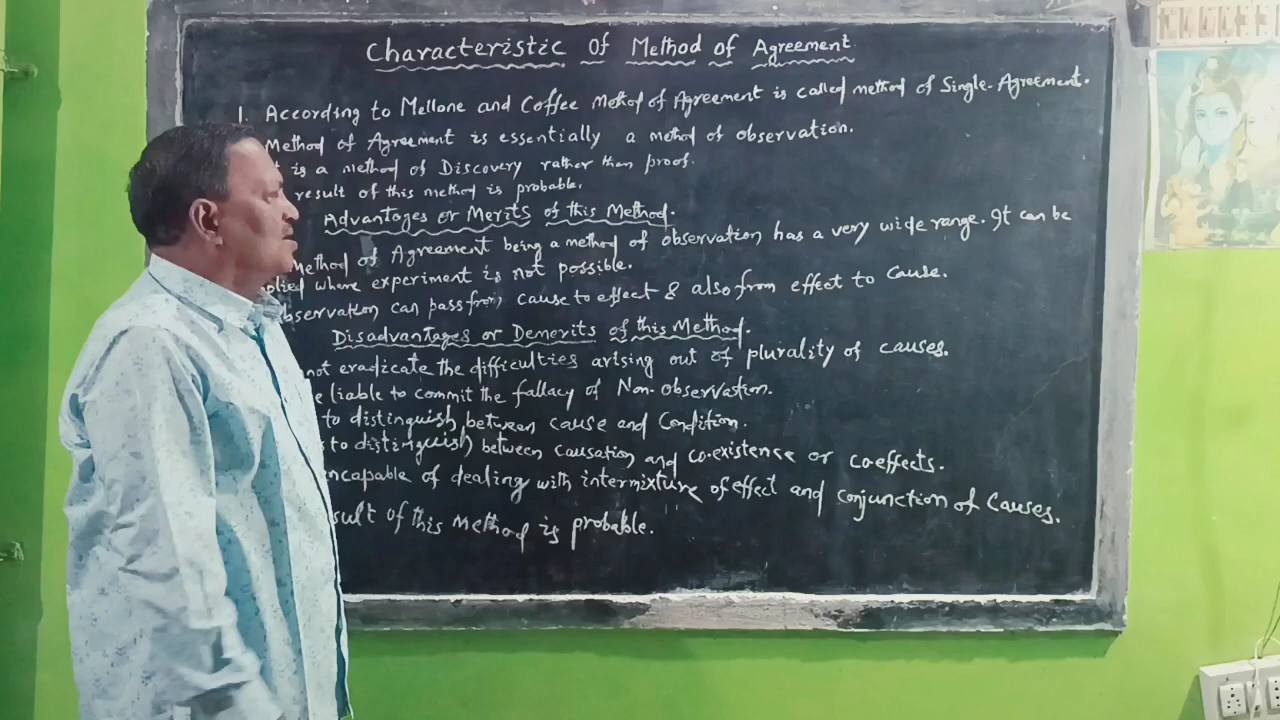 Characteristic of Method of Agreement
1. According to Mellone and Coffee Method of Agreement is called method of Single-Agreement.
Method of Agreement is essentially a method of observation.
is a method of Discovery rather than proof.
result of this method is probable.
Advantages or Merits of this Method.
Method of Agreement being a method of observation has a very wide range. It can be
plied where experiment is not possible.
bservation can pass from cause to effect & also from effect to cause.
Disadvantages or Demerits of this Method.
not eradicate the difficulties arising out of plurality of causes.
liable to commit the fallacy of Non-observation.
to distinguish between cause and Condition.
to distinguish between causation and co-existence or co-effects.
ncapable of dealing with intermixture of effect and conjunction of Causes.
sult of this Method is probable.